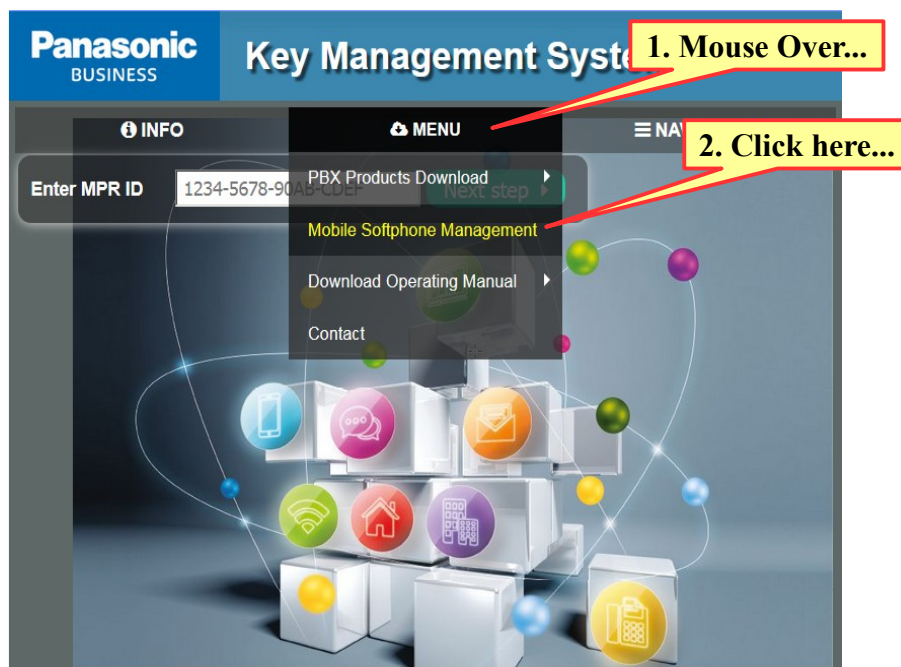 Panasonic
BUSINESS
Key Management Syste
1. Mouse Over...
INFO
MENU
NA
2. Click here...
Enter MPR ID
1234-5678-90AB-CDEF
Next step
PBX Products Download
Mobile Softphone Management
Download Operating Manual
Contact